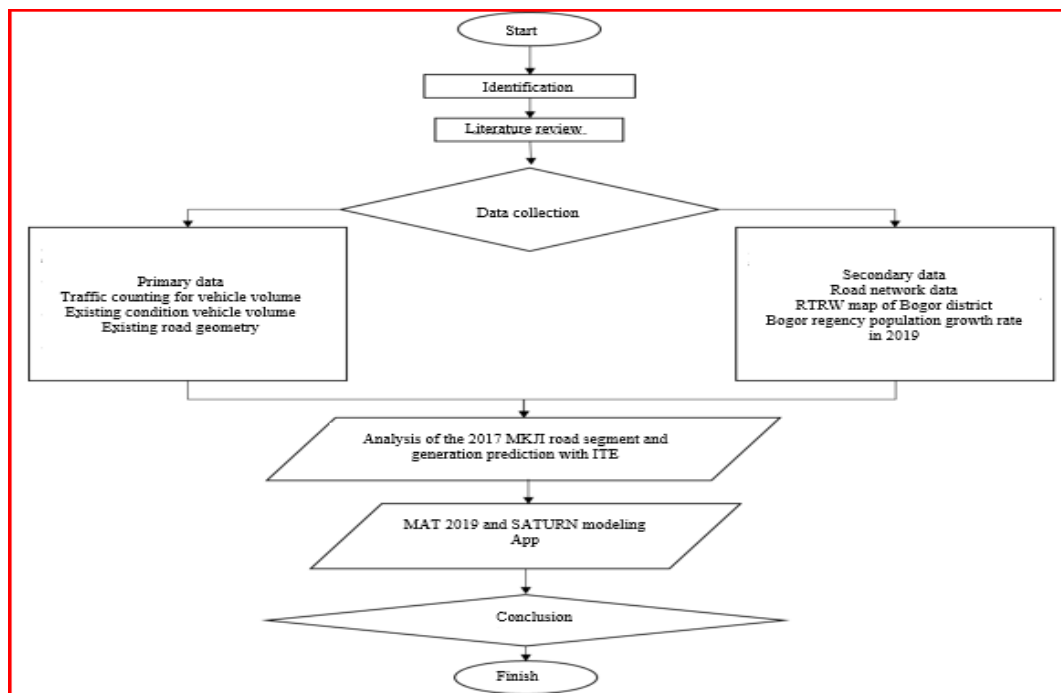 Start
Identification
Literature review.
Data collection
Primary data
Traffic counting for vehicle volume
Existing condition vehicle volume
Existing road geometry
Secondary data
Road network data
RTRW map of Bogor district
Bogor regency population growth rate
in 2019
Analysis of the 2017 MKJI road segment and
generation prediction with ITE
MAT 2019 and SATURN modeling
App
Conclusion
Finish